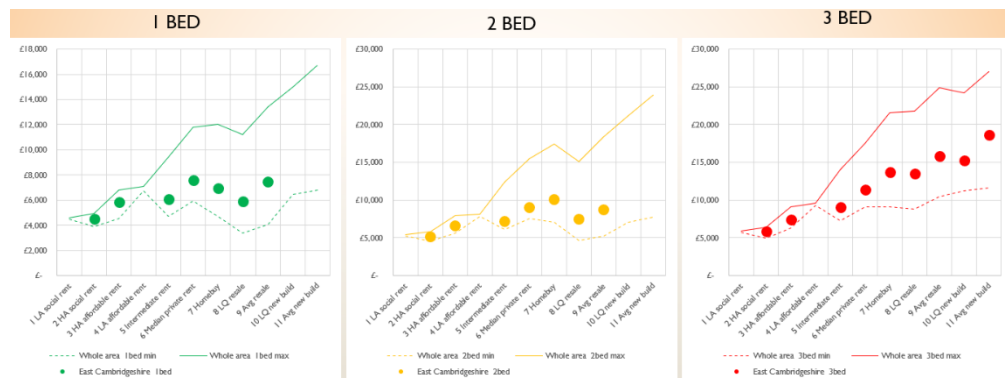 1 BED
2 BED
3 BED
£18,000
£16,000
£14,000
£12,000
£10,000
£8,000
£6,000
£4,000
£2,000
£-
1 LA social rent
2 HA social rent
3 HA affordable rent
4 LA affordable rent
5 Intermediate rent
6 Median private rent
7 Homebuy
8 LQ resale
9 Avg resale
10 LQ new build
11 Avg new build
Whole area 1bed min
Whole area 1bed max
East Cambridgeshire 1bed
£30,000
£25,000
£20,000
£15,000
£10,000
£5,000
£-
1 LA social rent
2 HA social rent
3 HA affordable rent
4 LA affordable rent
5 Intermediate rent
6 Median private rent
7 Homebuy
8 LQ resale
9 Avg resale
10 LQ new build
11 Avg new build
Whole area 2bed min
Whole area 2bed max
East Cambridgeshire 2bed
£30,000
£25,000
£20,000
£15,000
£10,000
£5,000
£-
1 LA social rent
2 HA social rent
3 HA affordable rent
4 LA affordable rent
5 Intermediate rent
6 Median private rent
7 Homebuy
8 LQ resale
9 Avg resale
10 LQ new build
11 Avg new build
Whole area 3bed min
Whole area 3bed max
East Cambridgeshire 3bed